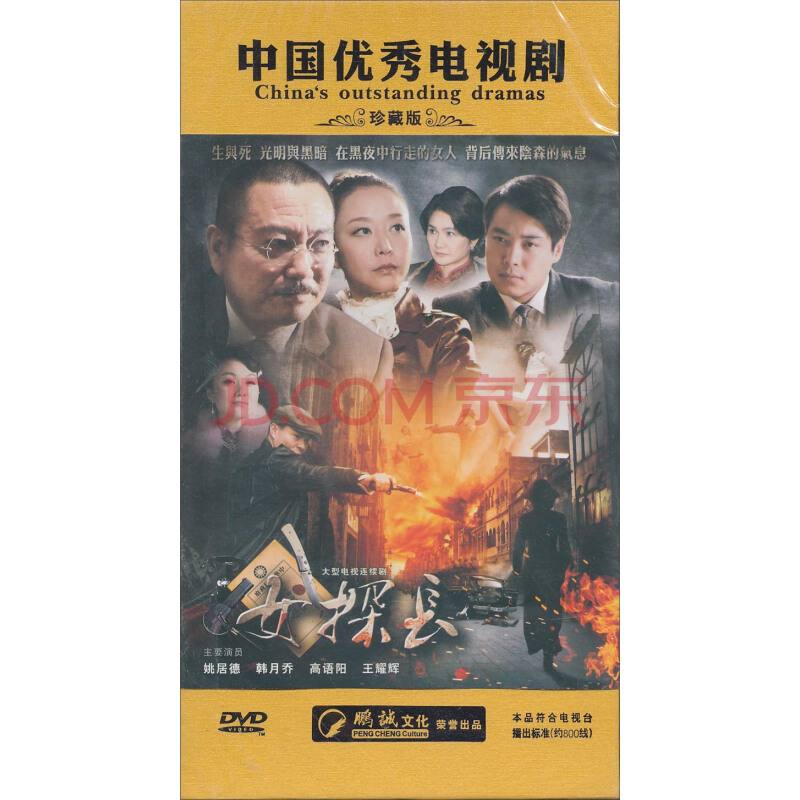 中国优秀电视剧
China's outstanding dramas
珍藏版
生與死 光明與黑暗 在黑夜中行走的女人 背后傳來陰森的氣息
JD.COM 京东
大型电视连续剧
女探长
主要演员
姚居德 韩月乔 高语阳 王耀辉
DVD
VIDEO
TM
鹏誠文化
PENG CHENG Culture
荣誉出品
本品符合电视台
播出标准(约800线)